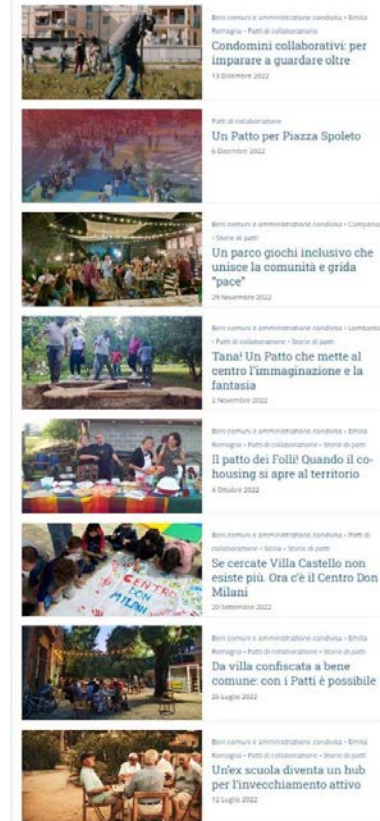 Beni comuni e amministrazione condivisa • Emilia
Romagna • Patti di collaborazione
Condomini collaborativi: per
imparare a guardare oltre
13 Dicembre 2022
Patti di collaborazione
Un Patto per Piazza Spoleto
6 Dicembre 2022
Beni comuni e amministrazione condivisa • Campania
• Storie di patti
Un parco giochi inclusivo che
unisce la comunità e grida
"pace"
29 Novembre 2022
Beni comuni e amministrazione condivisa • Lombardia
• Patti di collaborazione • Storie di patti
Tana! Un Patto che mette al
centro l'immaginazione e la
fantasia
2 Novembre 2022
Beni comuni e amministrazione condivisa • Emilia
Romagna • Patti di collaborazione • Storie di patti
Il patto dei Folli! Quando il co-
housing si apre al territorio
4 Ottobre 2022
CENTRO
DON
MILANI
Beni comuni e amministrazione condivisa • Patti di
collaborazione • Sicilia • Storie di patti
Se cercate Villa Castello non
esiste più. Ora c'è il Centro Don
Milani
20 Settembre 2022
Beni comuni e amministrazione condivisa • Emilia
Romagna • Patti di collaborazione • Storie di patti
Da villa confiscata a bene
comune: con i Patti è possibile
26 Luglio 2022
Beni comuni e amministrazione condivisa • Emilia
Romagna • Patti di collaborazione • Storie di patti
Un'ex scuola diventa un hub
per l'invecchiamento attivo
12 Luglio 2022